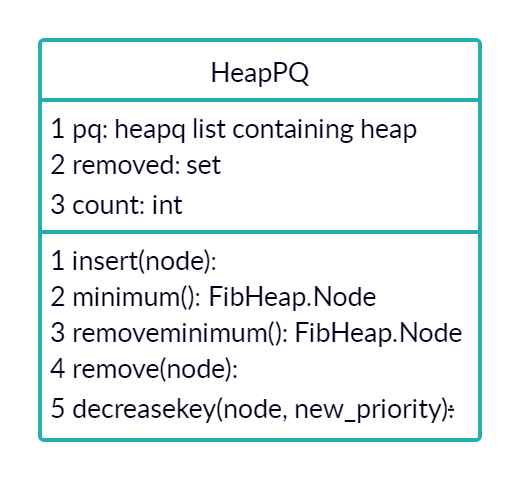 HeapPQ
1 pq: heapq list containing heap
2 removed: set
3 count: int
1 insert(node):
2 minimum(): FibHeap.Node
3 removeminimum(): FibHeap.Node
4 remove(node):
5 decreasekey(node, new_priority):